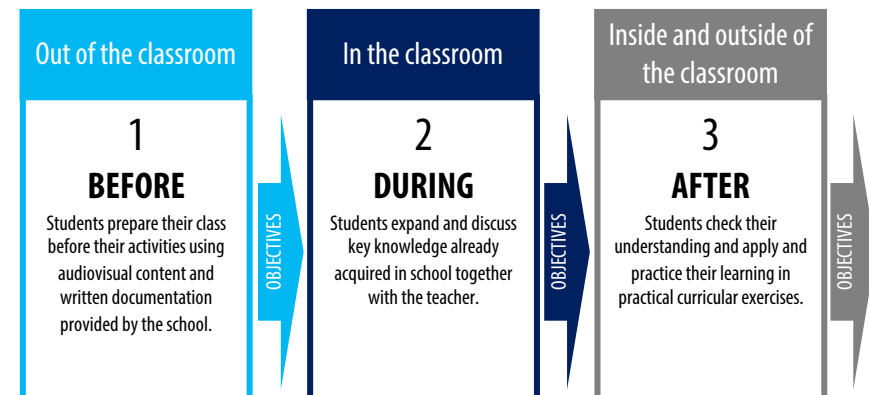 Out of the classroom
1
BEFORE
Students prepare their class
before their activities using
audiovisual content and
written documentation
provided by the school.
OBJECTIVES
In the classroom
2
DURING
Students expand and discuss
key knowledge already
acquired in school together
with the teacher.
OBJECTIVES
Inside and outside of
the classroom
3
AFTER
Students check their
understanding and apply and
practice their learning in
practical curricular exercises.
OBJECTIVES